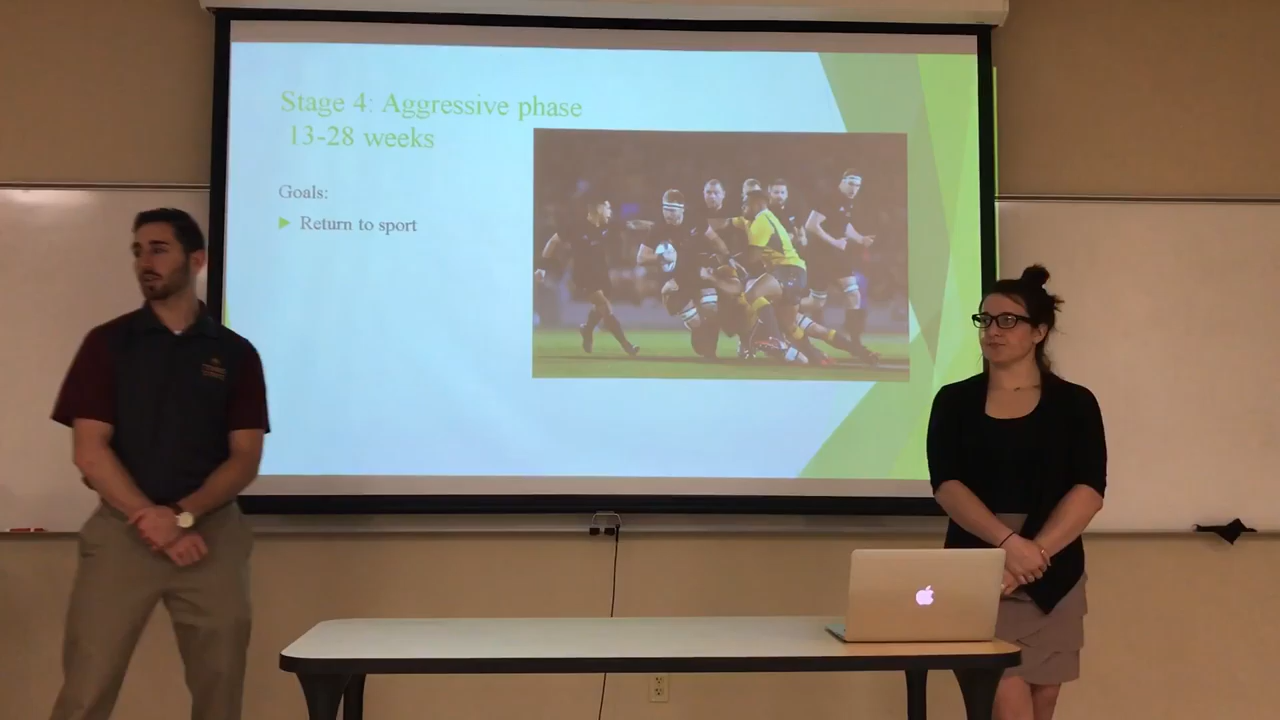 Stage 4: Aggressive phase
13-28 weeks
Goals:
Return to sport